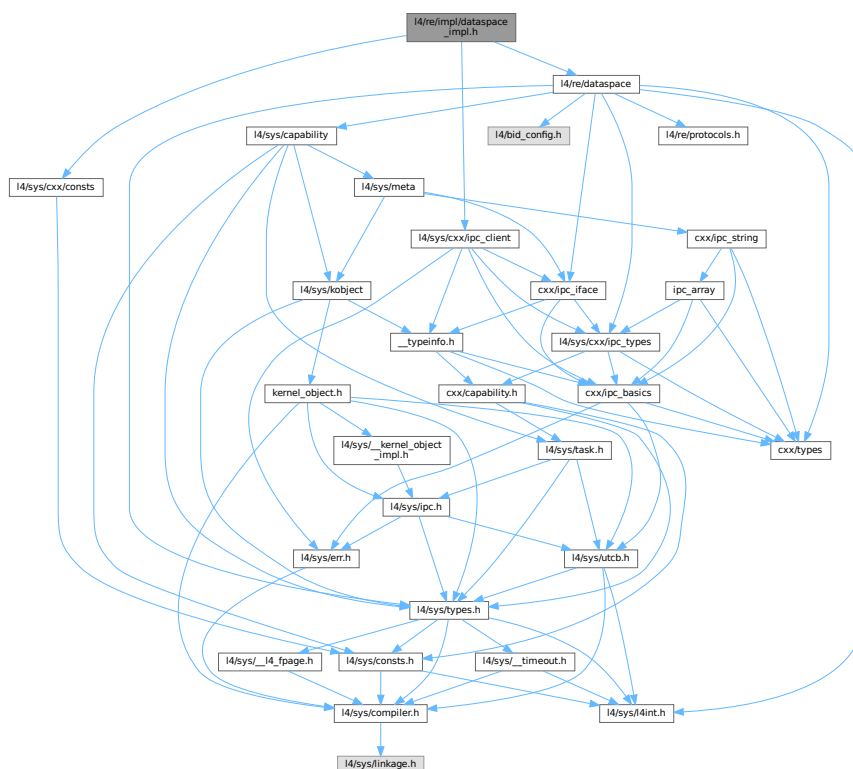 l4/re/impl/dataspace
_impl.h
l4/re/dataspace
l4/sys/capability
l4/bid_config.h
l4/re/protocols.h
l4/sys/cxx/consts
l4/sys/meta
l4/sys/cxx/ipc_client
cxx/ipc_string
l4/sys/kobject
cxx/ipc_iface
ipc_array
__typeinfo.h
l4/sys/cxx/ipc_types
kernel_object.h
cxx/capability.h
cxx/ipc_basics
l4/sys/__kernel_object
_impl.h
l4/sys/task.h
cxx/types
l4/sys/ipc.h
l4/sys/err.h
l4/sys/utcb.h
l4/sys/types.h
l4/sys/__l4_fpage.h
l4/sys/consts.h
l4/sys/__timeout.h
l4/sys/compiler.h
l4/sys/l4int.h
l4/sys/linkage.h